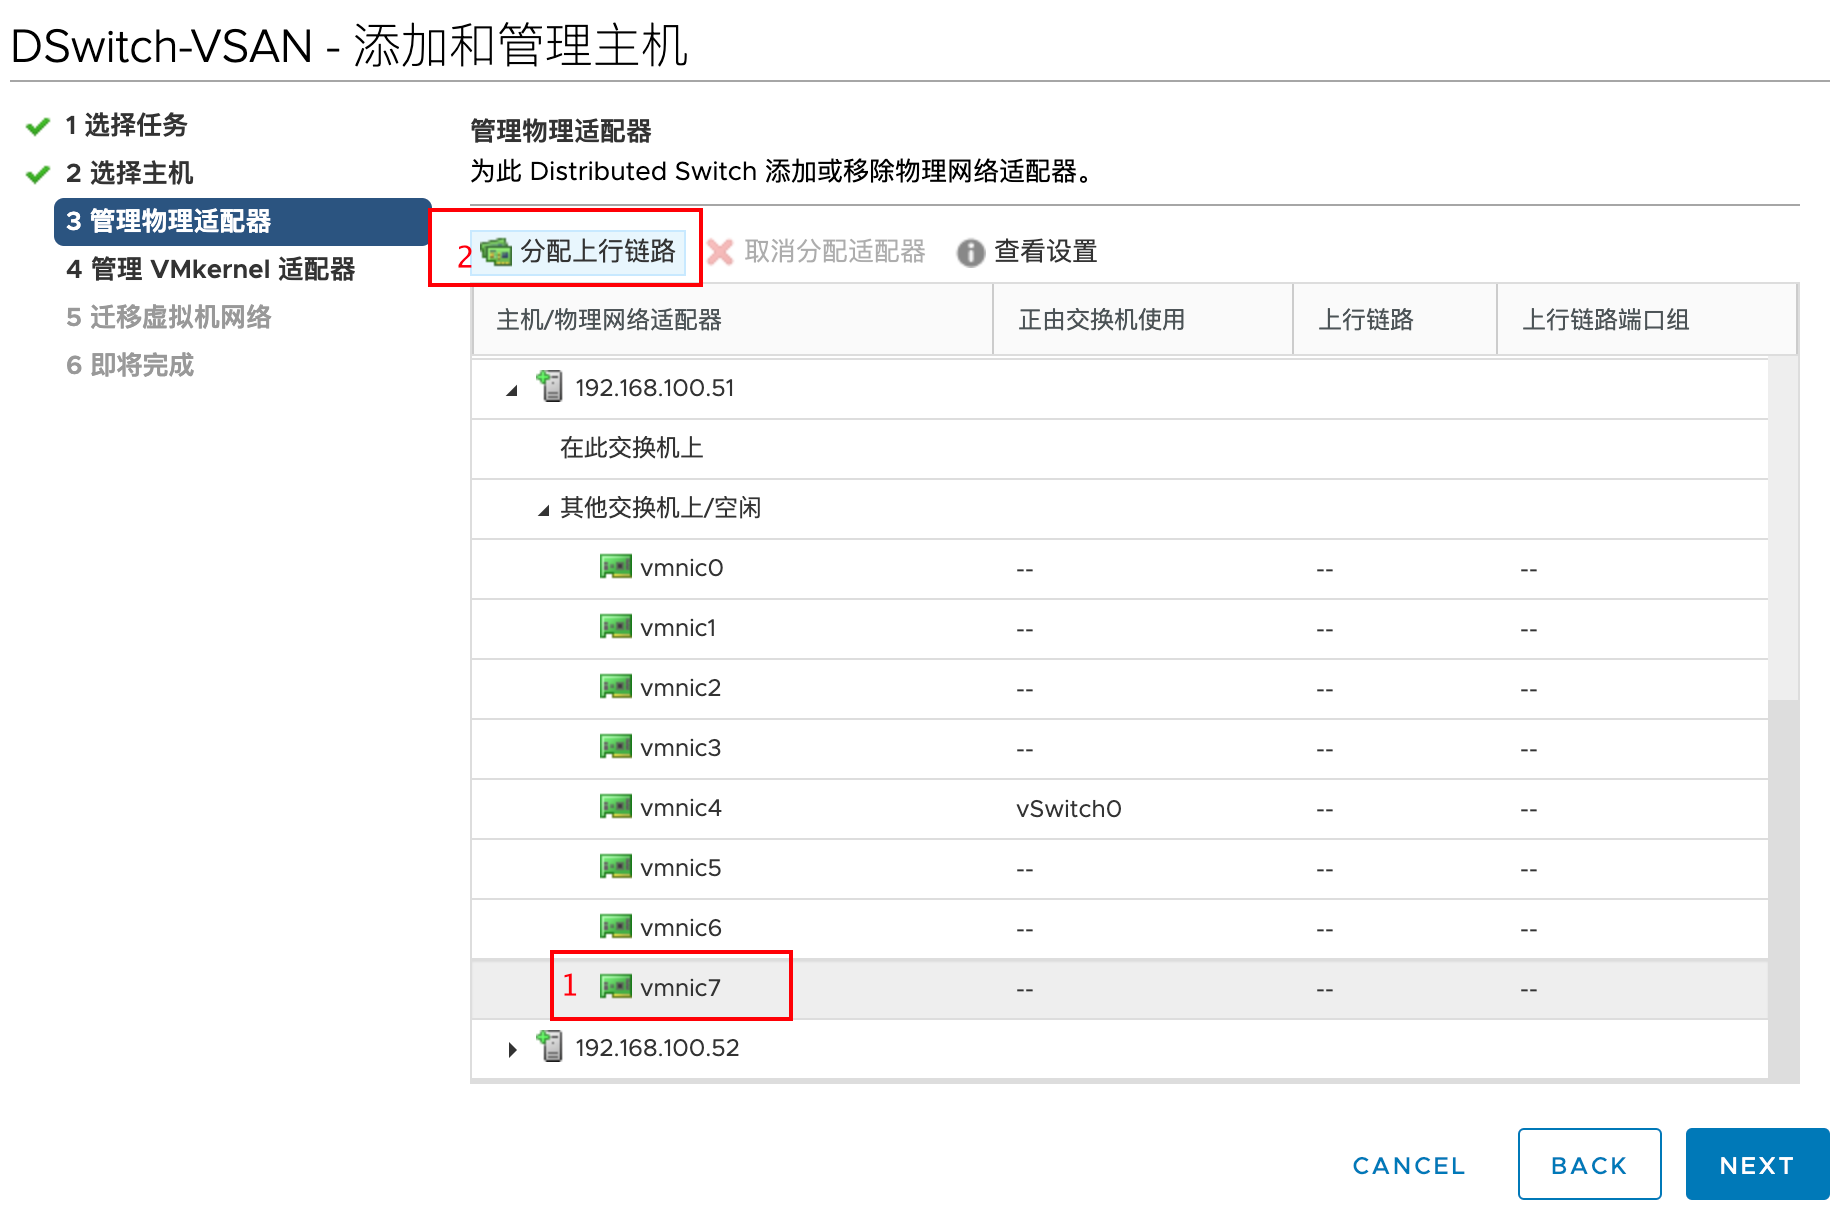 DSwitch-VSAN - 添加和管理主机
1 选择任务
2 选择主机
3 管理物理适配器
4 管理 VMkernel 适配器
5 迁移虚拟机网络
6 即将完成
管理物理适配器
为此 Distributed Switch 添加或移除物理网络适配器。
2 分配上行链路 取消分配适配器 查看设置
主机/物理网络适配器 正由交换机使用 上行链路 上行链路端口组
192.168.100.51
在此交换机上
其他交换机上/空闲
vmnic0 -- -- --
vmnic1 -- -- --
vmnic2 -- -- --
vmnic3 -- -- --
vmnic4 vSwitch0 -- --
vmnic5 -- -- --
vmnic6 -- -- --
1 vmnic7 -- -- --
192.168.100.52
CANCEL BACK NEXT